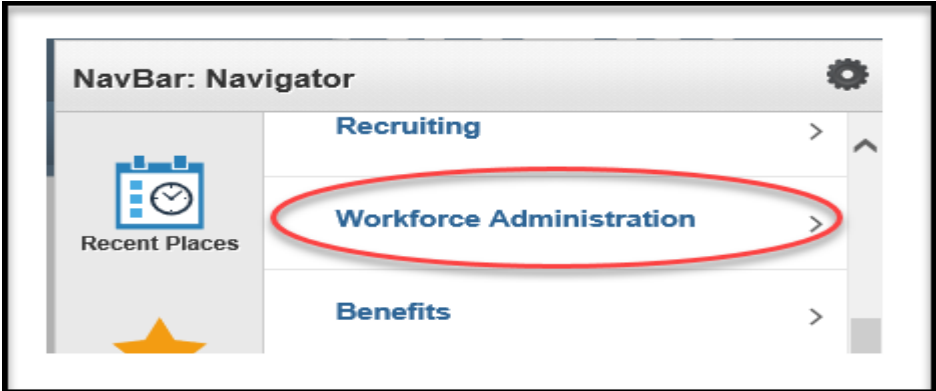 NavBar: Navigator
Recruiting
Workforce Administration
Recent Places
Benefits